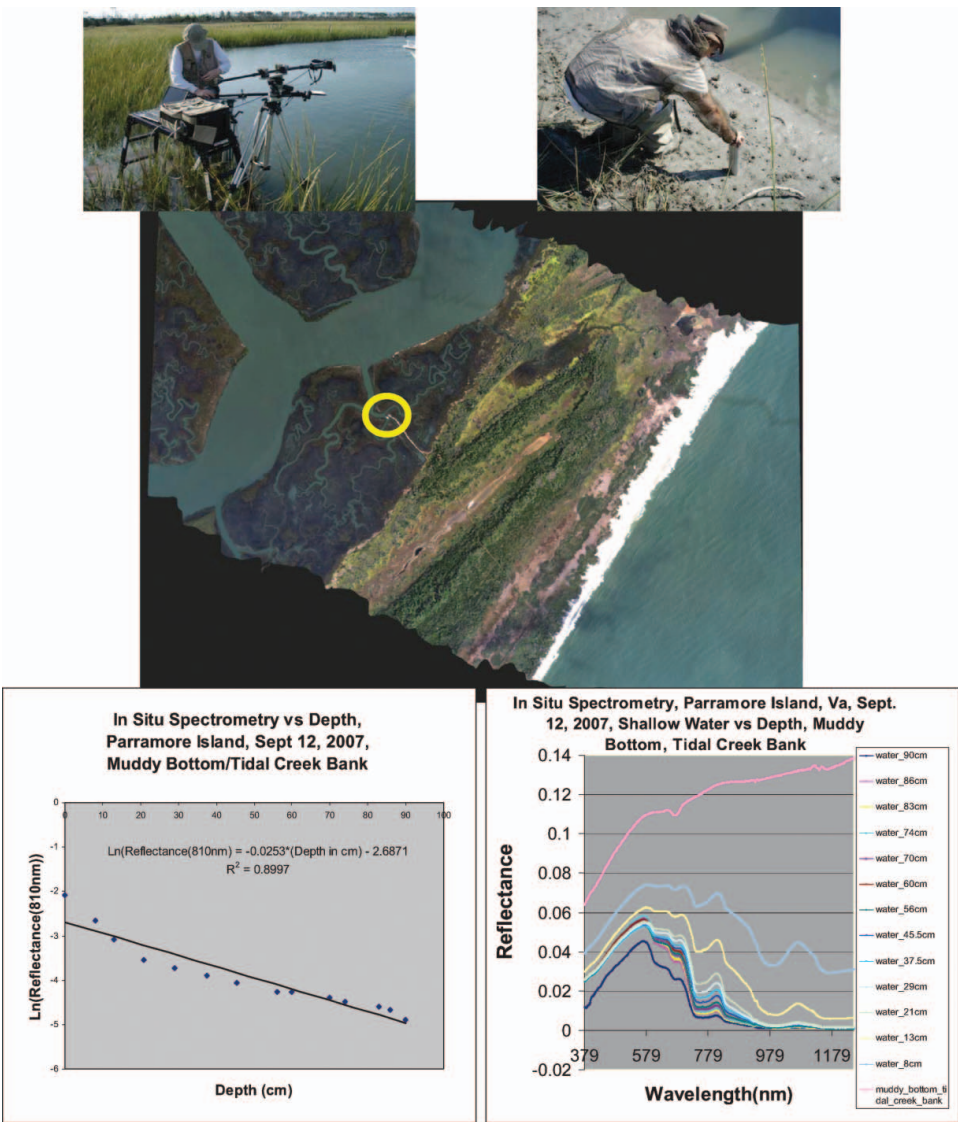 In Situ Spectrometry vs Depth,
Parramore Island, Sept 12, 2007,
Muddy Bottom/Tidal Creek Bank
0
10
20
30
40
50
60
70
80
90
100
0
-1
-2
-3
-4
-5
-6
Ln(Reflectance(810nm) = -0.0253*(Depth in cm) - 2.6871
R² = 0.8997
Ln(Reflectance(810nm))
Depth (cm)
In Situ Spectrometry, Parramore Island, Va, Sept.
12, 2007, Shallow Water vs Depth, Muddy
Bottom, Tidal Creek Bank
0.14
0.12
0.1
0.08
0.06
0.04
0.02
0
-0.02
Reflectance
379
579
779
979
1179
Wavelength(nm)
water_90cm
water_86cm
water_83cm
water_74cm
water_70cm
water_60cm
water_56cm
water_45.5cm
water_37.5cm
water_29cm
water_21cm
water_13cm
water_8cm
muddy_bottom_ti
dal_creek_bank